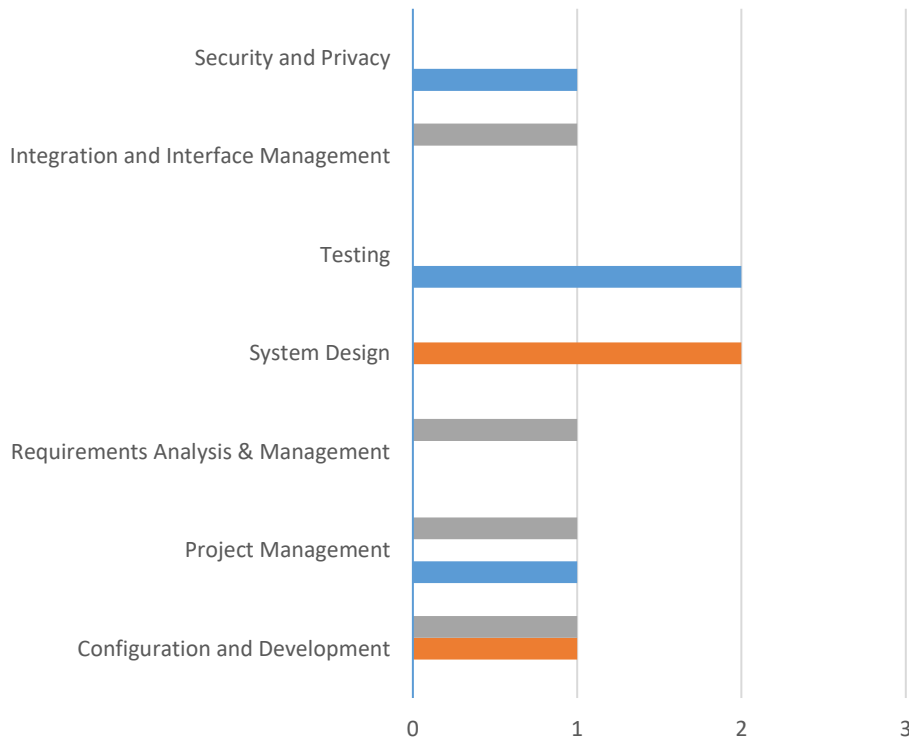 Security and Privacy
Integration and Interface Management
Testing
System Design
Requirements Analysis & Management
Project Management
Configuration and Development
0 1 2 3